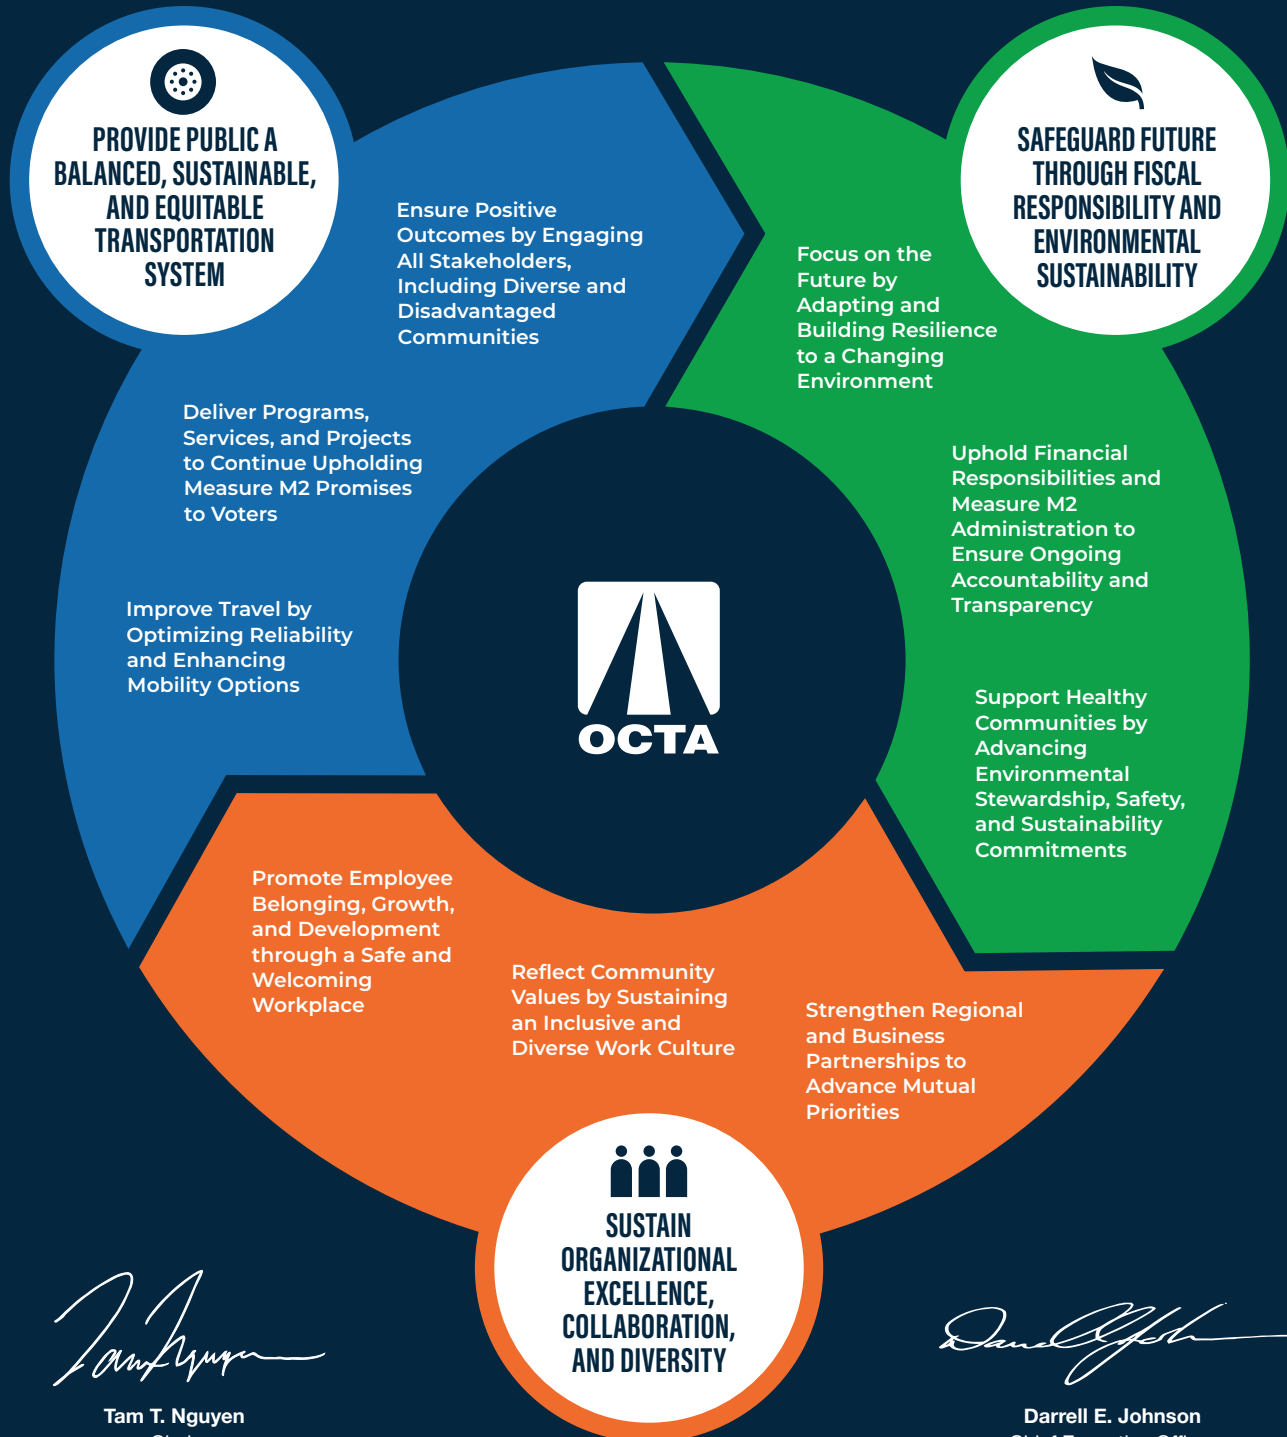 PROVIDE PUBLIC A
BALANCED, SUSTAINABLE,
AND EQUITABLE
TRANSPORTATION
SYSTEM
SAFEGUARD FUTURE
THROUGH FISCAL
RESPONSIBILITY AND
ENVIRONMENTAL
SUSTAINABILITY
Ensure Positive
Outcomes by Engaging
All Stakeholders,
Including Diverse and
Disadvantaged
Communities
Focus on the
Future by
Adapting and
Building Resilience
to a Changing
Environment
Deliver Programs,
Services, and Projects
to Continue Upholding
Measure M2 Promises
to Voters
Uphold Financial
Responsibilities and
Measure M2
Administration to
Ensure Ongoing
Accountability and
Transparency
Improve Travel by
Optimizing Reliability
and Enhancing
Mobility Options
OCTA
Support Healthy
Communities by
Advancing
Environmental
Stewardship, Safety,
and Sustainability
Commitments
Promote Employee
Belonging, Growth,
and Development
through a Safe and
Welcoming
Workplace
Reflect Community
Values by Sustaining
an Inclusive and
Diverse Work Culture
Strengthen Regional
and Business
Partnerships to
Advance Mutual
Priorities
SUSTAIN
ORGANIZATIONAL
EXCELLENCE,
COLLABORATION,
AND DIVERSITY
Tam T. Nguyen
Darrell E. Johnson